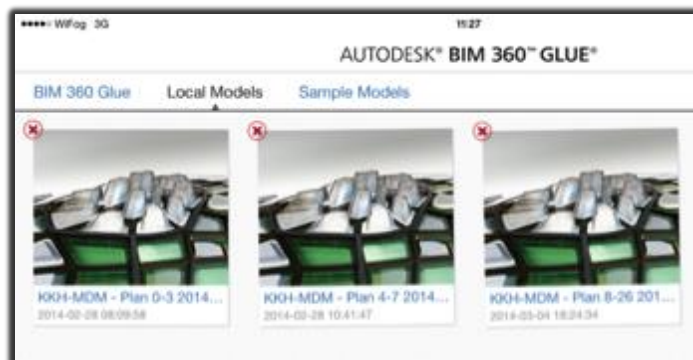 WiFog 3G
11:27
AUTODESK® BIM 360™ GLUE®
BIM 360 Glue Local Models Sample Models
KKH-MDM - Plan 0-3 2014... KKH-MDM - Plan 4-7 2014... KKH-MDM - Plan 8-26 201...
2014-02-28 08:09:58 2014-02-28 10:41:47 2014-03-04 18:24:34